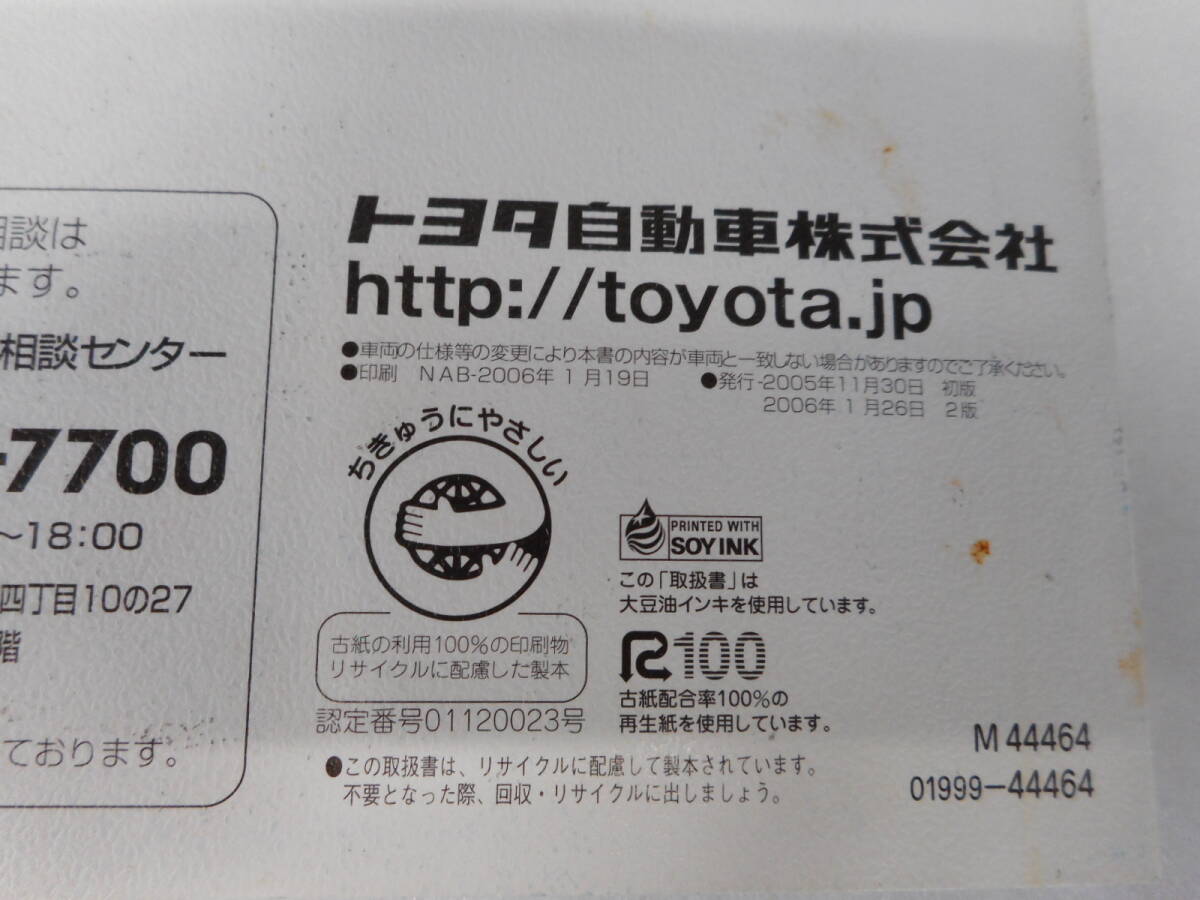 相談は
ます。
相談センター
-7700
～18:00
四丁目10の27
階
ております。
トヨタ自動車株式会社
http://toyota.jp
●車両の仕様等の変更により本書の内容が車両と一致しない場合がありますのでご了承ください。
●印刷 NAB-2006年 1月19日 ●発行-2005年11月30日 初版
2006年 1月26日 2版
ちきゅうにやさしい
古紙の利用100%の印刷物
リサイクルに配慮した製本
認定番号01120023号
PRINTED WITH
SOY INK
この「取扱書」は
大豆油インキを使用しています。
R100
古紙配合率100%の
再生紙を使用しています。
●この取扱書は、リサイクルに配慮して製本されています。
不要となった際、回収・リサイクルに出しましょう。
M 44464
01999-44464